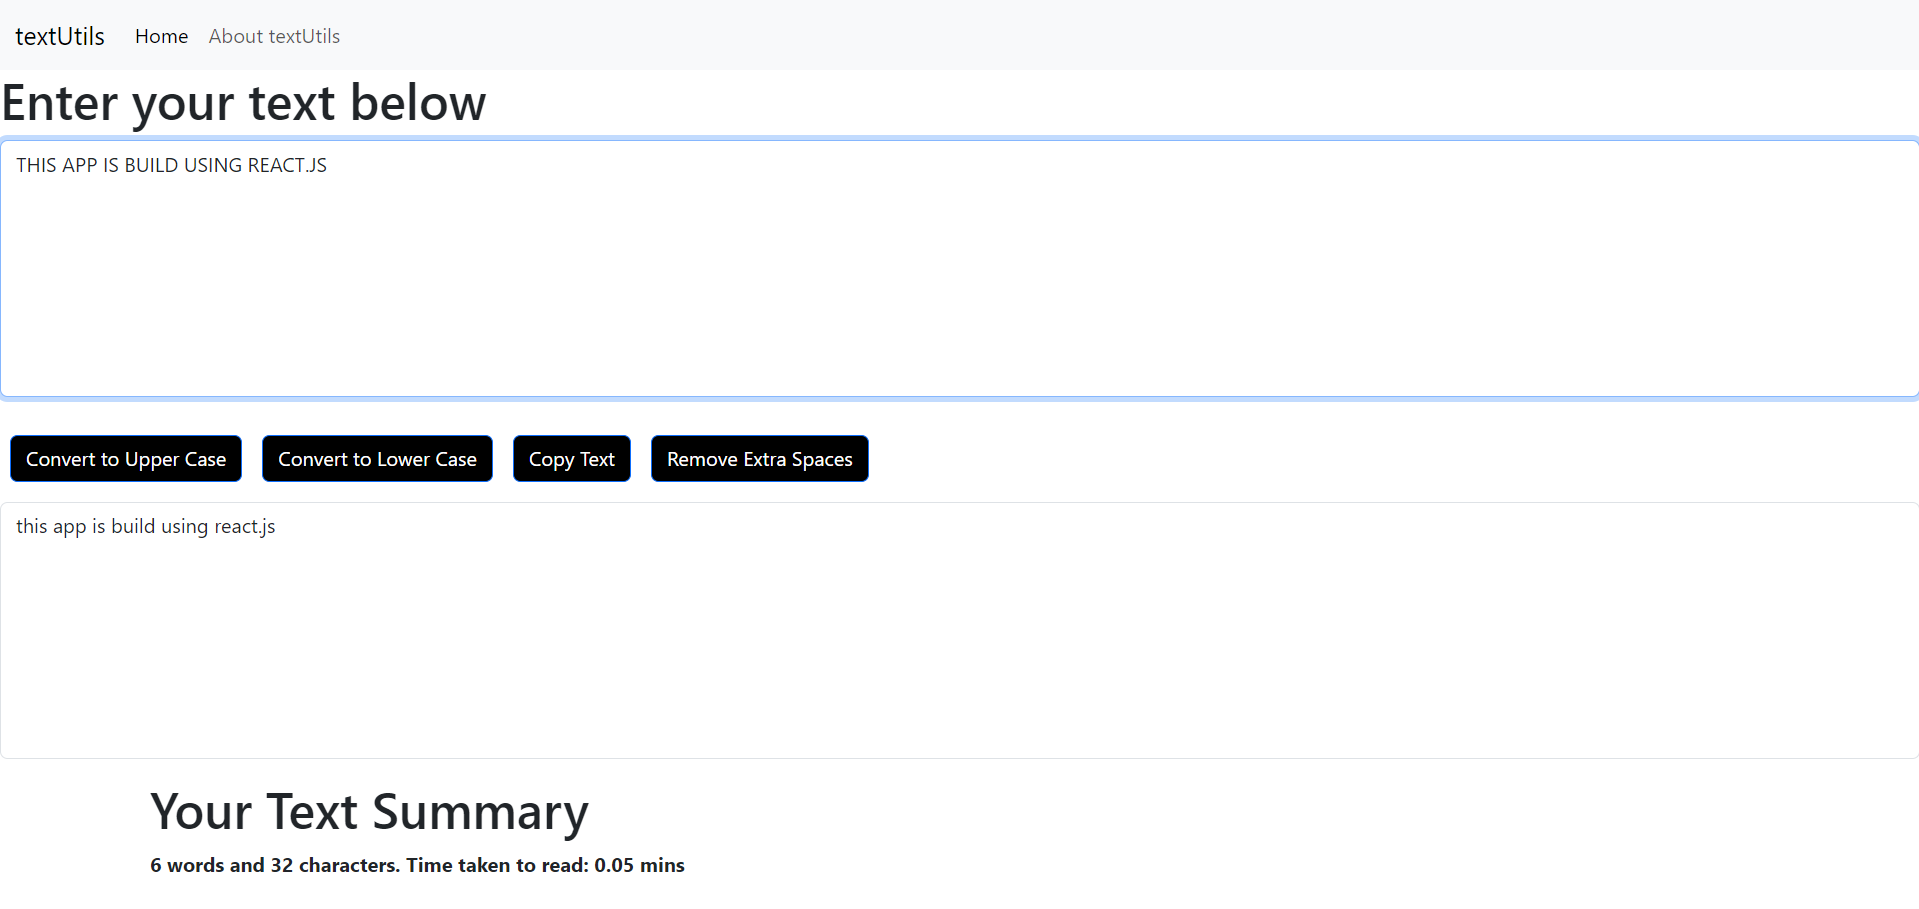 textUtils Home About textUtils
Enter your text below
THIS APP IS BUILD USING REACT.JS
Convert to Upper Case Convert to Lower Case Copy Text Remove Extra Spaces
this app is build using react.js
Your Text Summary
6 words and 32 characters. Time taken to read: 0.05 mins